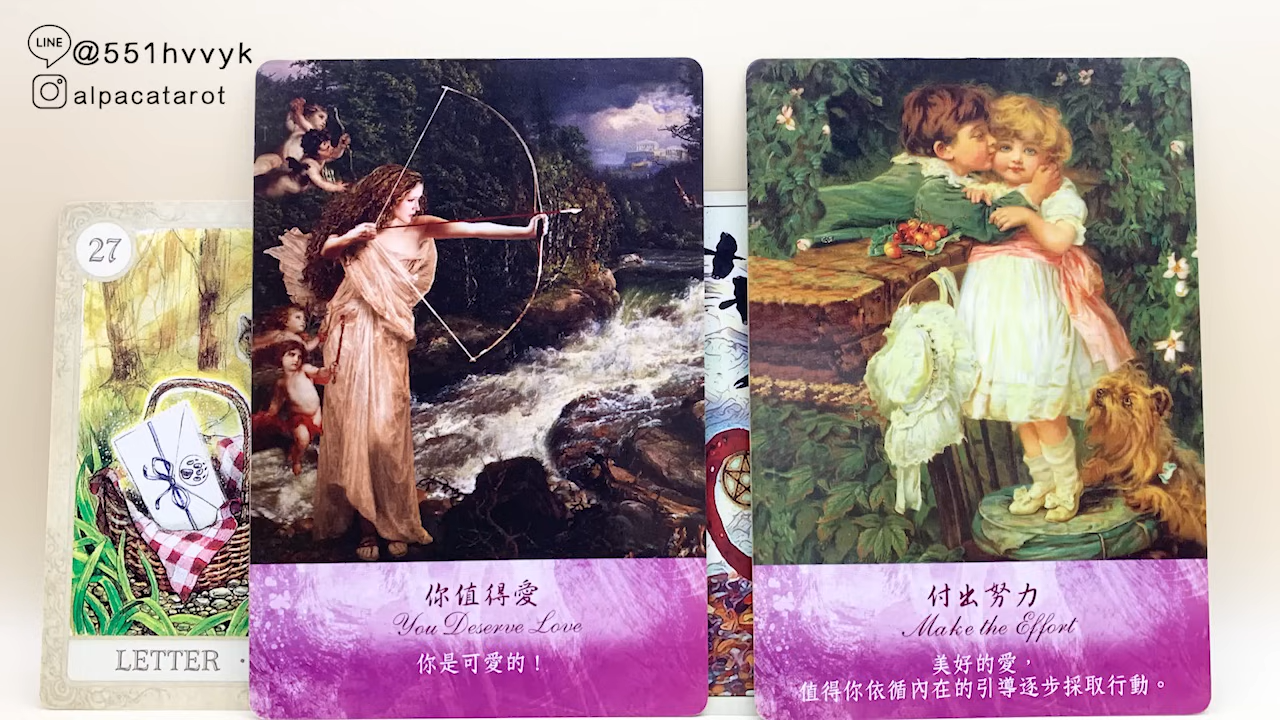 LINE @551hvvyk
alpacatarot
27
LETTER ·
你值得愛
You Deserve Love
你是可愛的！
付出努力
Make the Effort
美好的愛，
值得你依循內在的引導逐步採取行動。